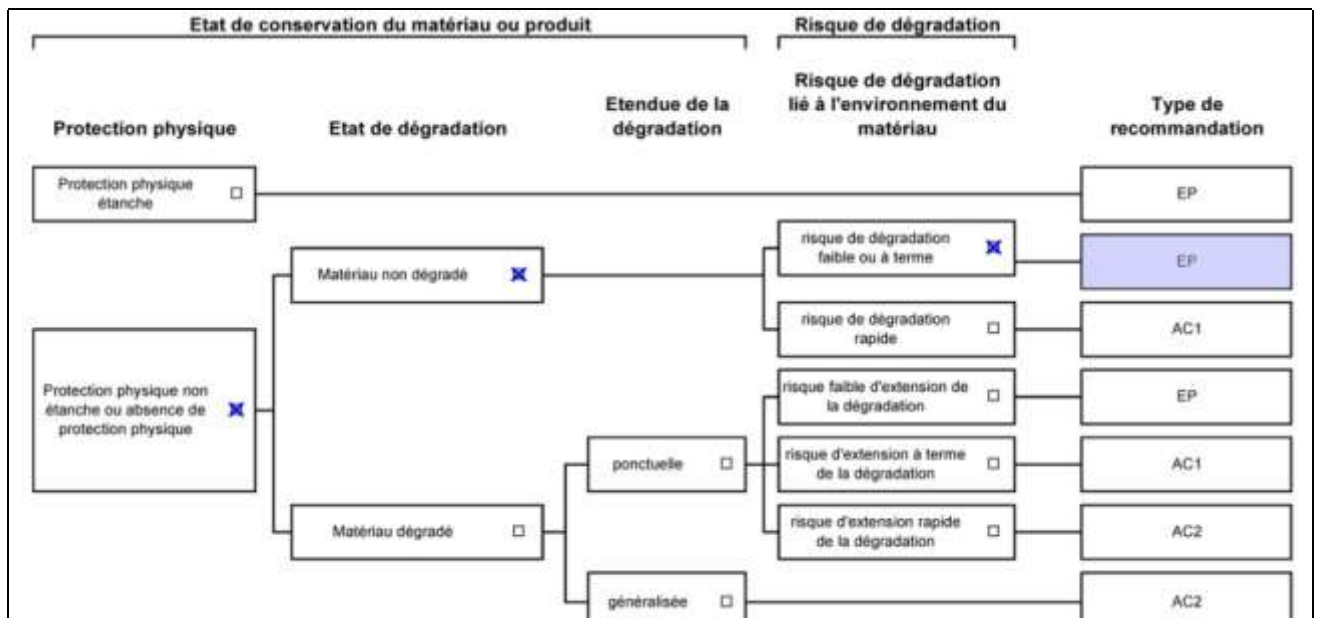 Etat de conservation du matériau ou produit
Risque de dégradation
Protection physique
Etat de dégradation
Etendue de la
dégradation
Risque de dégradation
lié à l'environnement du
matériau
Type de
recommandation
Protection physique
étanche
EP
risque de dégradation
faible ou à terme
EP
Matériau non dégradé
risque de dégradation
rapide
AC1
Protection physique non
étanche ou absence de
protection physique
risque faible d'extension de
la dégradation
EP
ponctuelle
risque d'extension à terme
de la dégradation
AC1
Matériau dégradé
risque d'extension rapide
de la dégradation
AC2
généralisée
AC2